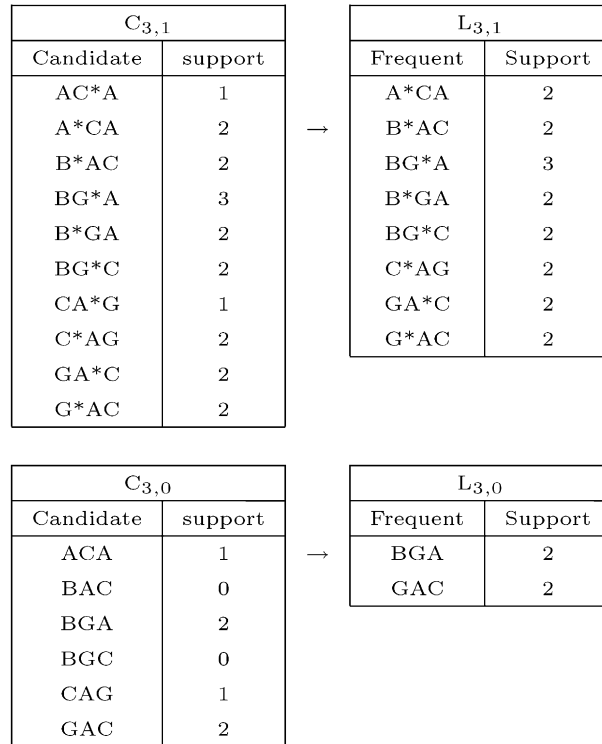 C3,1
Candidate support
AC*A 1
A*CA 2
B*AC 2
BG*A 3
B*GA 2
BG*C 2
CA*G 1
C*AG 2
GA*C 2
G*AC 2
→
L3,1
Frequent Support
A*CA 2
B*AC 2
BG*A 3
B*GA 2
BG*C 2
C*AG 2
GA*C 2
G*AC 2
C3,0
Candidate support
ACA 1
BAC 0
BGA 2
BGC 0
CAG 1
GAC 2
→
L3,0
Frequent Support
BGA 2
GAC 2